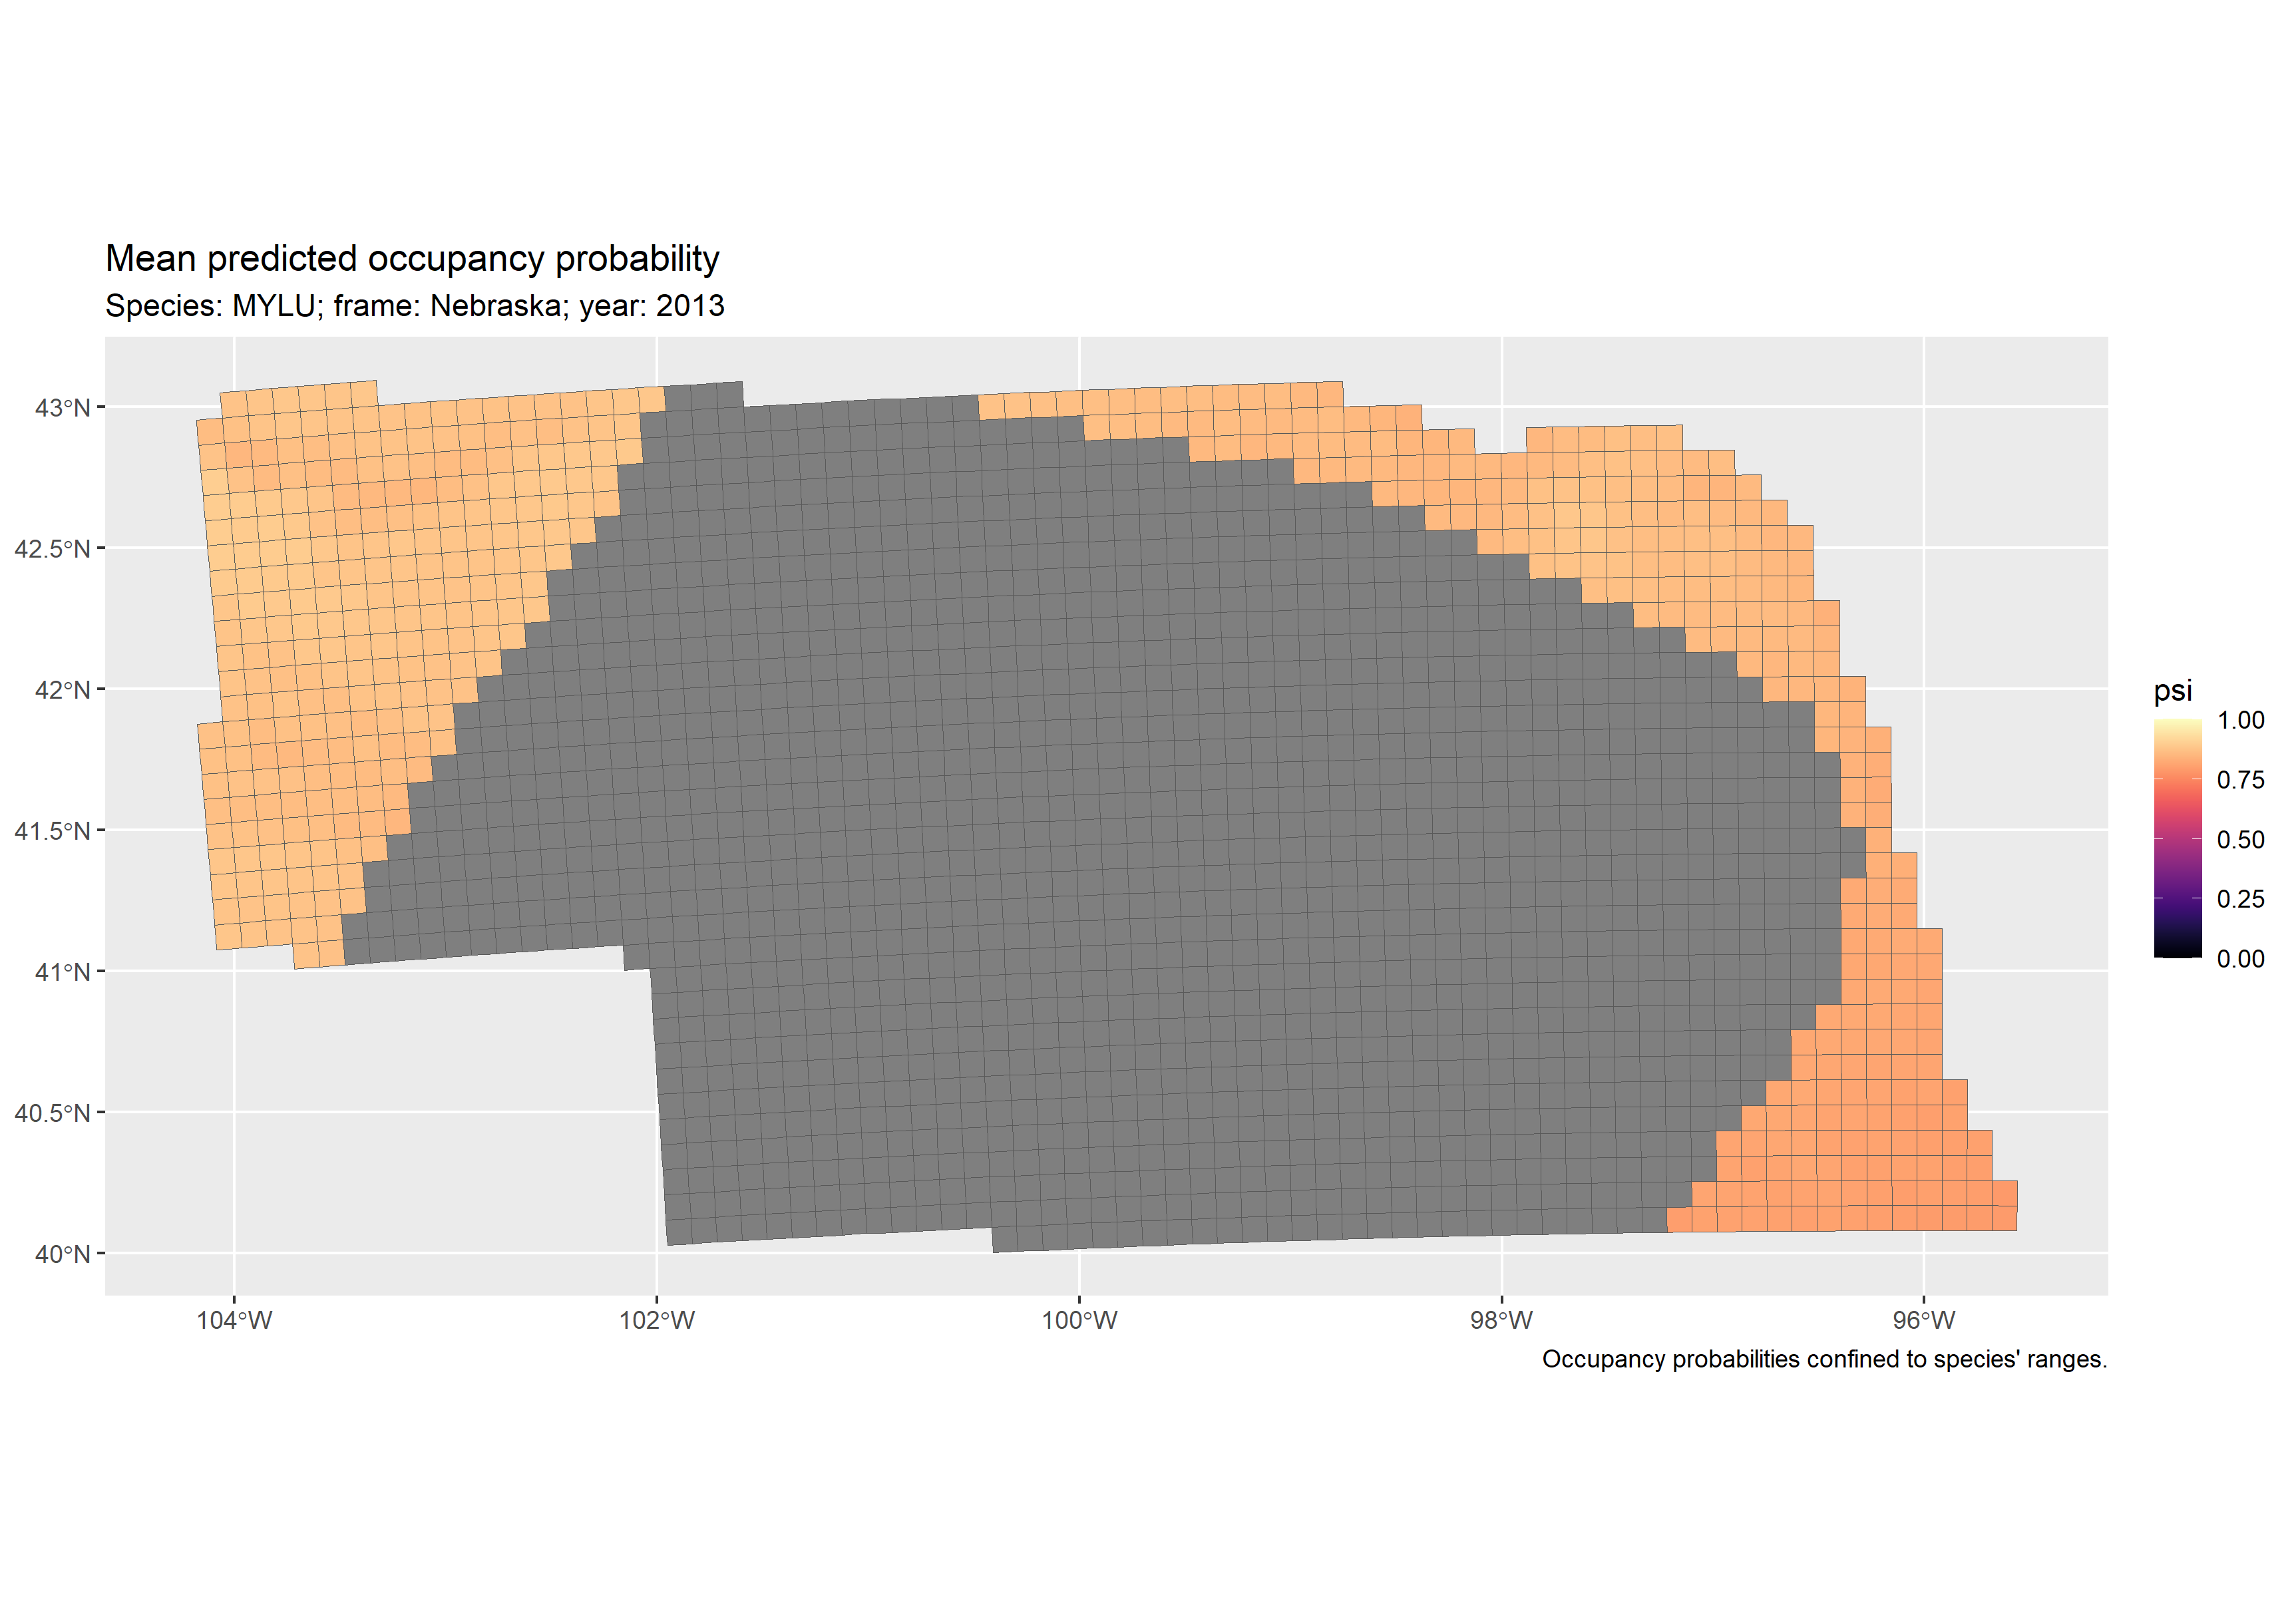 Mean predicted occupancy probability
Species: MYLU; frame: Nebraska; year: 2013
43°N
42.5°N
42°N
41.5°N
41°N
40.5°N
40°N
104°W
102°W
100°W
98°W
96°W
psi
1.00
0.75
0.50
0.25
0.00
Occupancy probabilities confined to species' ranges.